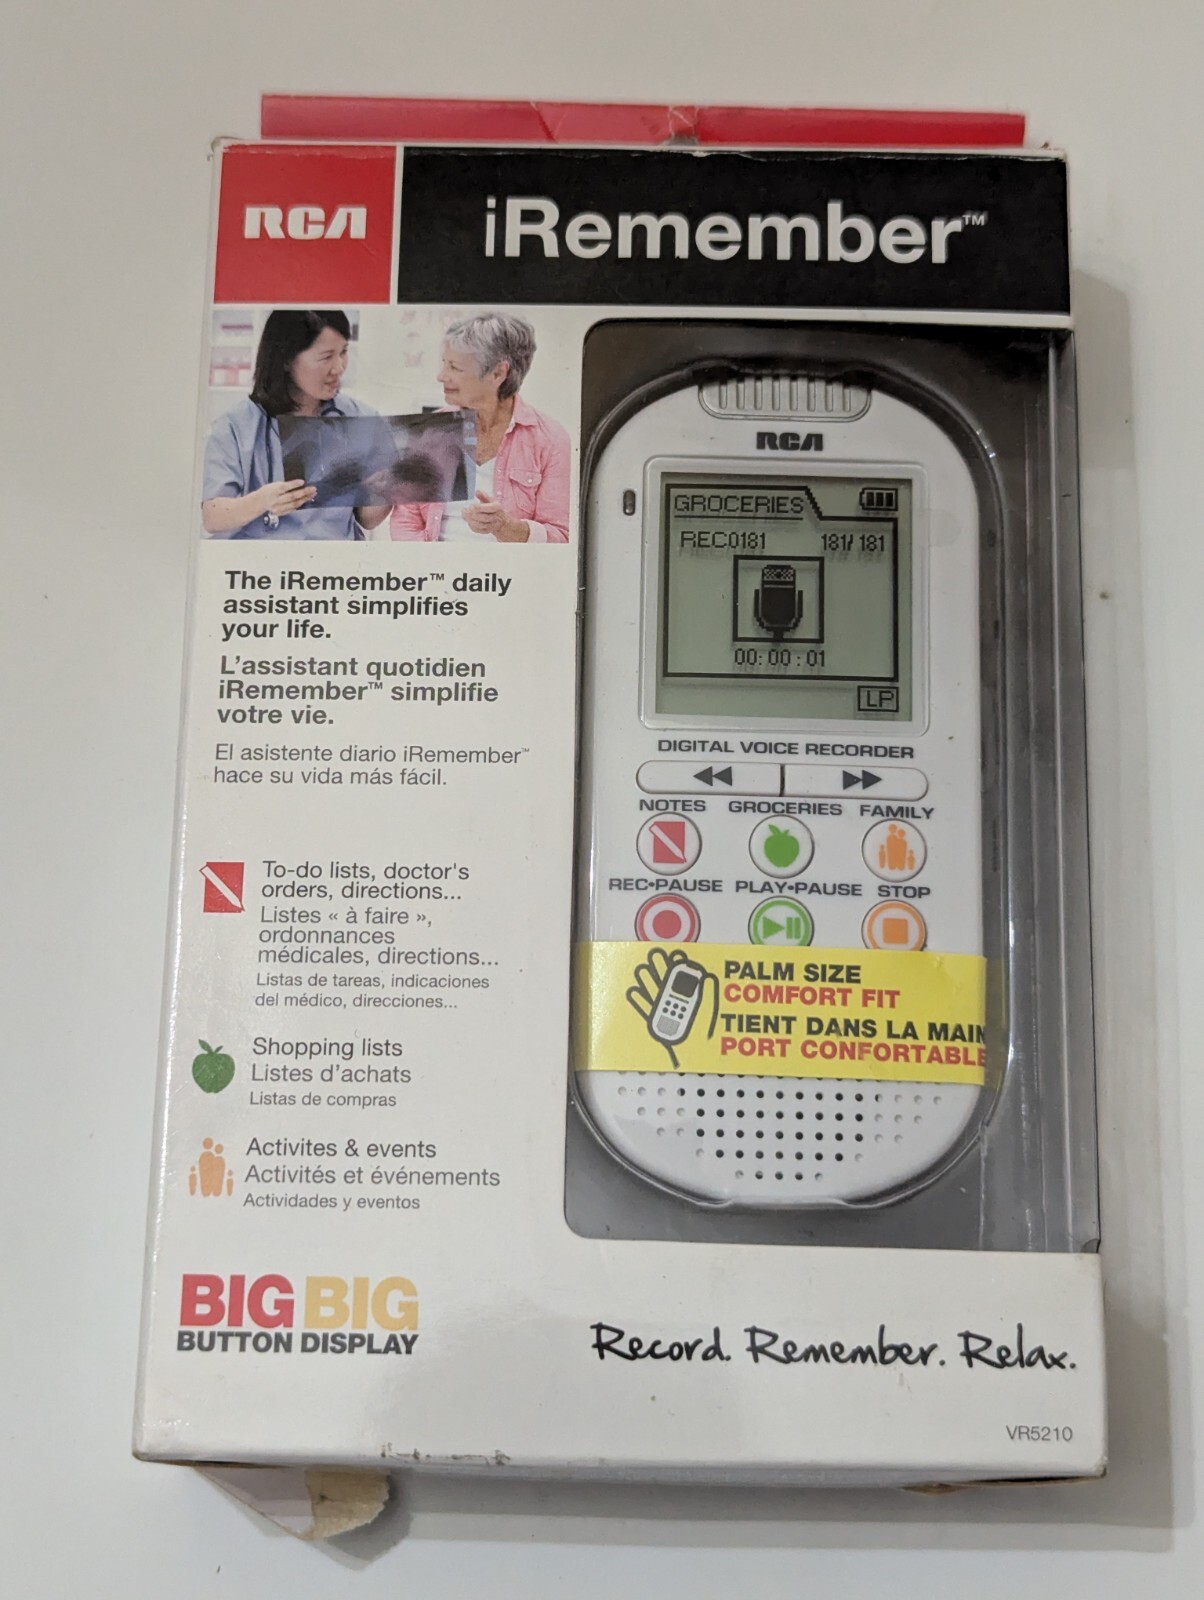 RCA
iRemember™
The iRemember™ daily
assistant simplifies
your life.
L'assistant quotidien
iRemember™ simplifie
votre vie.
El asistente diario iRemember™
hace su vida más fácil.
To-do lists, doctor's
orders, directions...
Listes « à faire »,
ordonnances
médicales, directions...
Listas de tareas, indicaciones
del médico, direcciones...
Shopping lists
Listes d'achats
Listas de compras
Activites & events
Activités et événements
Actividades y eventos
BIG BIG
BUTTON DISPLAY
RCA
GROCERIES
REC0181 181/181
00:00:01
LP
DIGITAL VOICE RECORDER
NOTES GROCERIES FAMILY
REC•PAUSE PLAY•PAUSE STOP
PALM SIZE
COMFORT FIT
TIENT DANS LA MAIN
PORT CONFORTABLE
Record. Remember. Relax.
VR5210